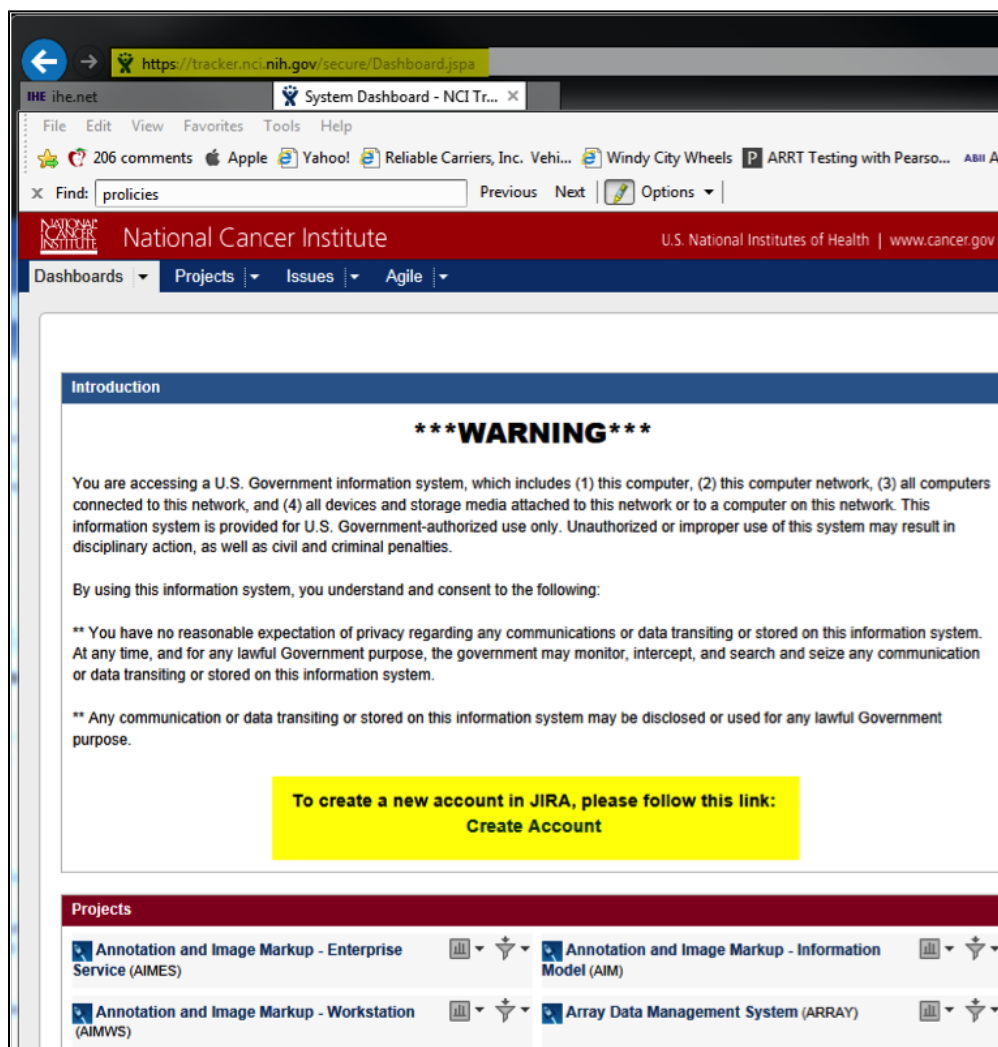 https://tracker.nci.nih.gov/secure/Dashboard.jspa
IHE ihe.net
System Dashboard - NCI Tr... ×
File Edit View Favorites Tools Help
206 comments Apple Yahoo! Reliable Carriers, Inc. Vehi... Windy City Wheels P ARRT Testing with Pearso... ABII A
x Find: prolicies Previous Next Options
NATIONAL CANCER INSTITUTE National Cancer Institute U.S. National Institutes of Health | www.cancer.gov
Dashboards Projects Issues Agile
Introduction
***WARNING***
You are accessing a U.S. Government information system, which includes (1) this computer, (2) this computer network, (3) all computers
connected to this network, and (4) all devices and storage media attached to this network or to a computer on this network. This
information system is provided for U.S. Government-authorized use only. Unauthorized or improper use of this system may result in
disciplinary action, as well as civil and criminal penalties.
By using this information system, you understand and consent to the following:
** You have no reasonable expectation of privacy regarding any communications or data transiting or stored on this information system.
At any time, and for any lawful Government purpose, the government may monitor, intercept, and search and seize any communication
or data transiting or stored on this information system.
** Any communication or data transiting or stored on this information system may be disclosed or used for any lawful Government
purpose.
To create a new account in JIRA, please follow this link:
Create Account
Projects
Annotation and Image Markup - Enterprise
Service (AIMES)
Annotation and Image Markup - Information
Model (AIM)
Annotation and Image Markup - Workstation
(AIMWS)
Array Data Management System (ARRAY)